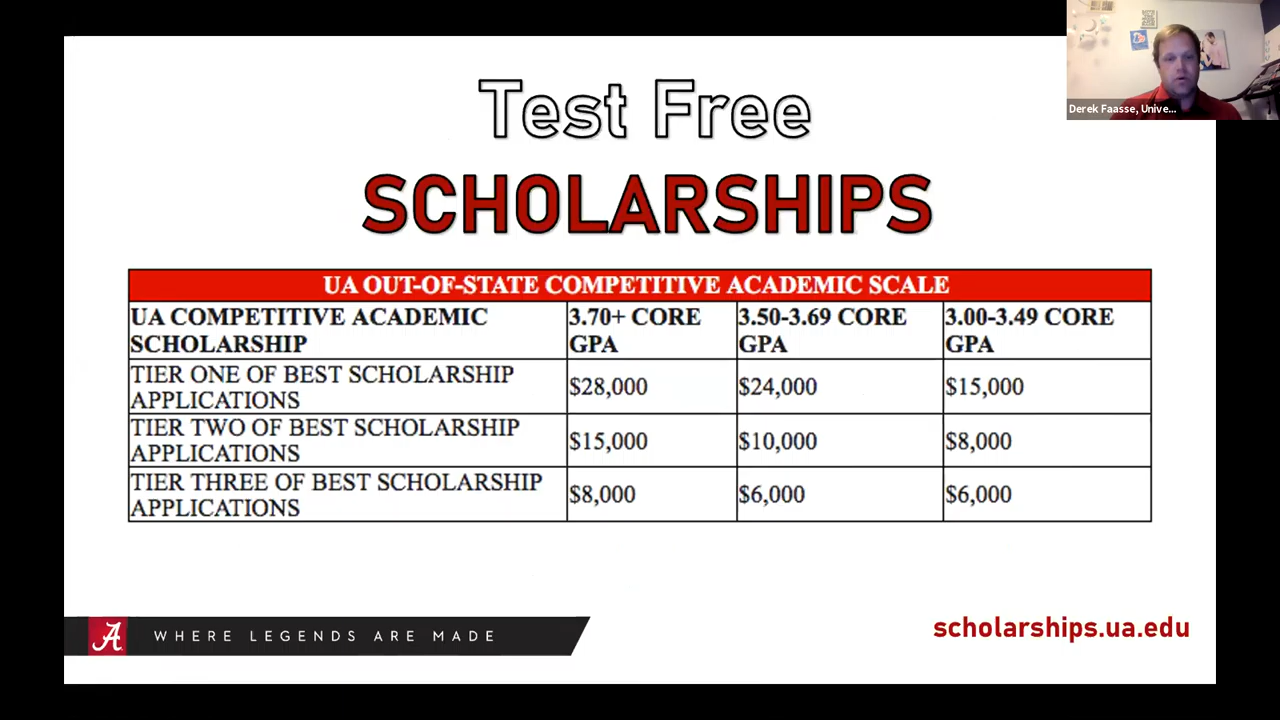 Derek Faasse, Unive...
Test Free
SCHOLARSHIPS
UA OUT-OF-STATE COMPETITIVE ACADEMIC SCALE
UA COMPETITIVE ACADEMIC
SCHOLARSHIP
3.70+ CORE
GPA
3.50-3.69 CORE
GPA
3.00-3.49 CORE
GPA
TIER ONE OF BEST SCHOLARSHIP
APPLICATIONS
$28,000
$24,000
$15,000
TIER TWO OF BEST SCHOLARSHIP
APPLICATIONS
$15,000
$10,000
$8,000
TIER THREE OF BEST SCHOLARSHIP
APPLICATIONS
$8,000
$6,000
$6,000
A
WHERE LEGENDS ARE MADE
scholarships.ua.edu